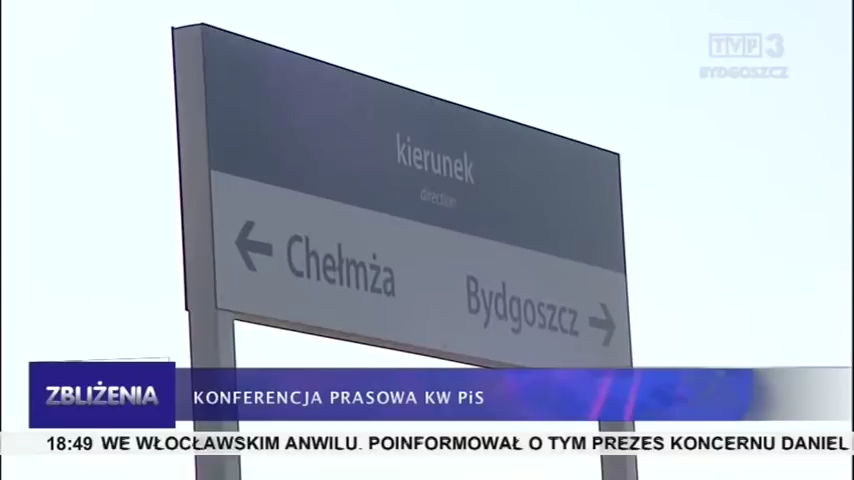 TVP3
BYDGOSZCZ
kierunek
direction
← Chełmża
Bydgoszcz →
ZBLIŻENIA
KONFERENCJA PRASOWA KW PiS
18:49 WE WŁOCŁAWSKIM ANWILU. POINFORMOWAŁ O TYM PREZES KONCERNU DANIEL